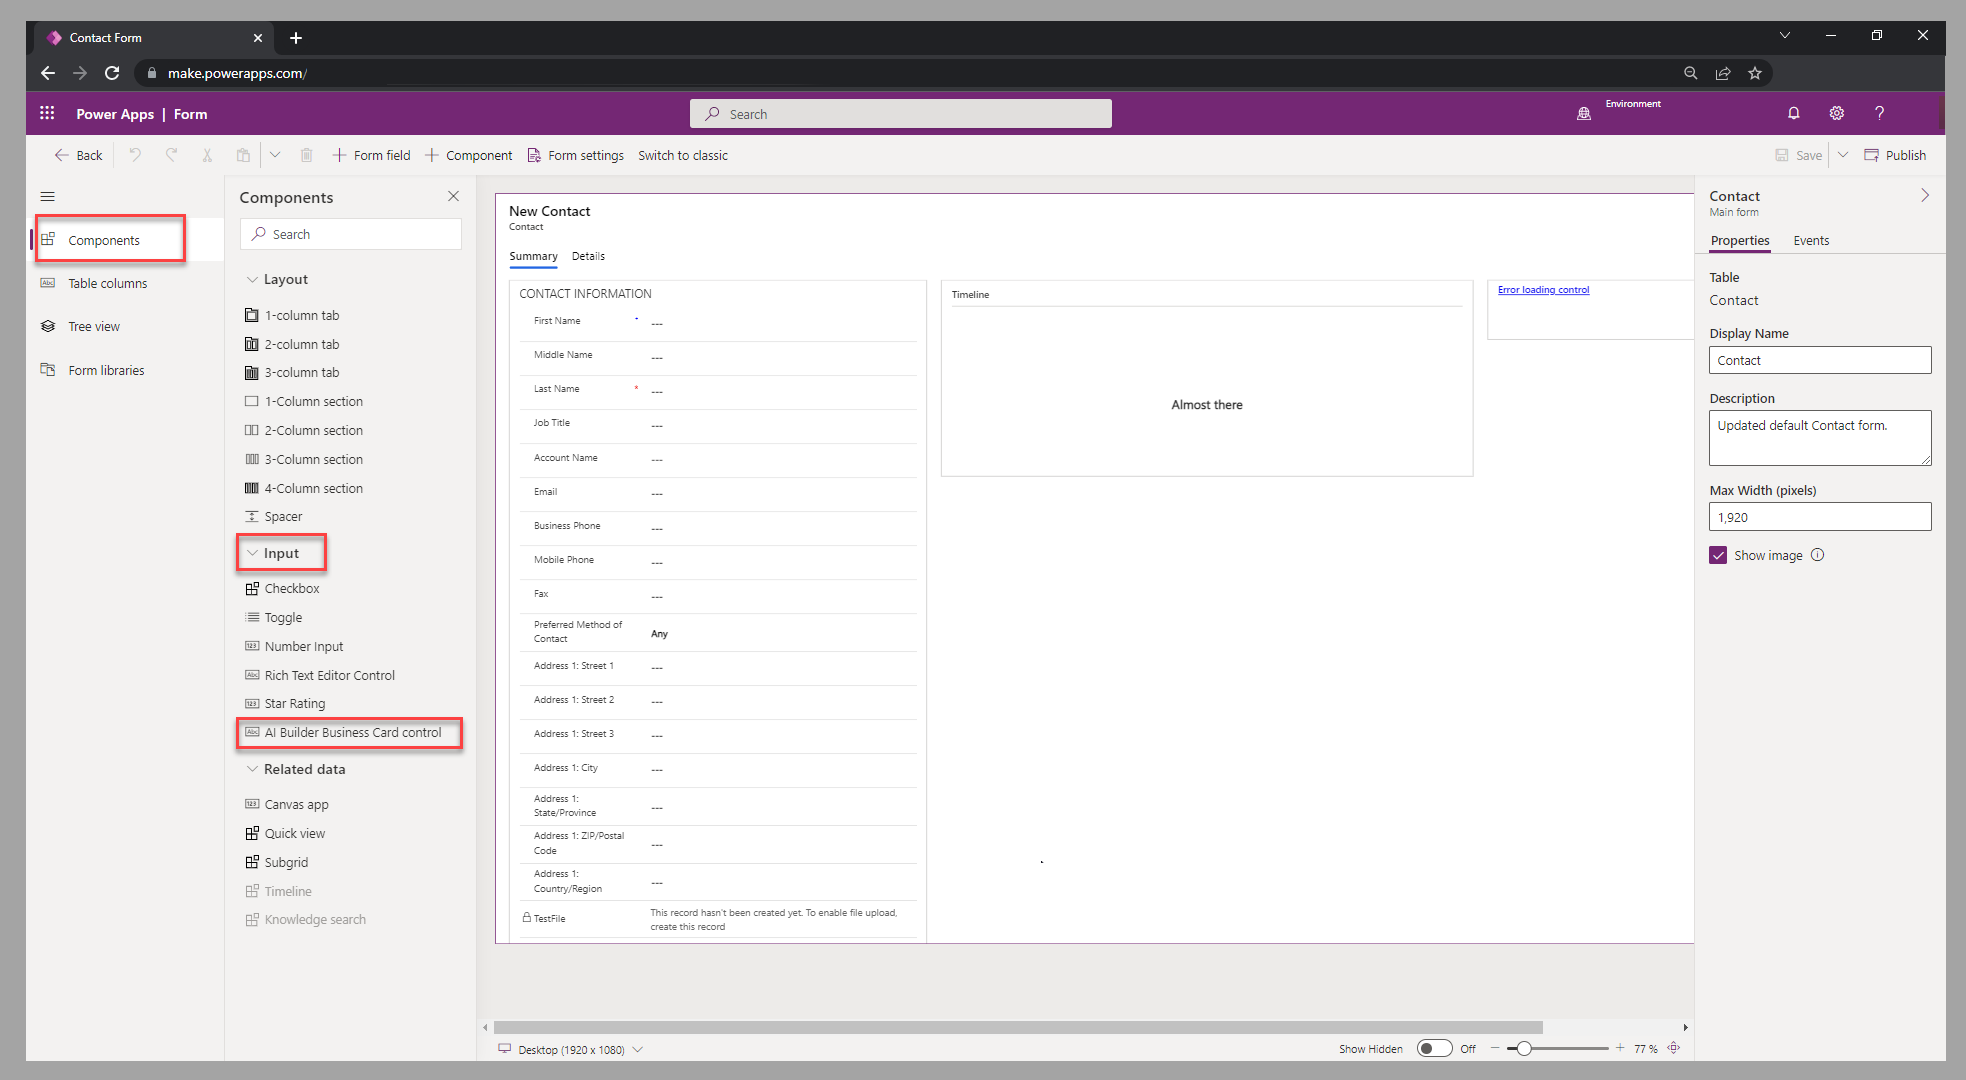 Contact Form
make.powerapps.com/
Power Apps | Form
Search
Environment
Back
Form field
Component
Form settings
Switch to classic
Save
Publish
Components
Table columns
Tree view
Form libraries
Components
Search
Layout
1-column tab
2-column tab
3-column tab
1-Column section
2-Column section
3-Column section
4-Column section
Spacer
Input
Checkbox
Toggle
Number Input
Rich Text Editor Control
Star Rating
AI Builder Business Card control
Related data
Canvas app
Quick view
Subgrid
Timeline
Knowledge search
New Contact
Contact
Summary Details
CONTACT INFORMATION
First Name ---
Middle Name ---
Last Name * ---
Job Title ---
Account Name ---
Email ---
Business Phone ---
Mobile Phone ---
Fax ---
Preferred Method of
Contact
Any
Address 1: Street 1 ---
Address 1: Street 2 ---
Address 1: Street 3 ---
Address 1: City ---
Address 1:
State/Province
---
Address 1: ZIP/Postal
Code
---
Address 1:
Country/Region
---
TestFile
This record hasn't been created yet. To enable file upload,
create this record
Timeline
Almost there
Error loading control
Desktop (1920 x 1080)
Show Hidden
Off
77 %
Contact
Main form
Properties Events
Table
Contact
Display Name
Contact
Description
Updated default Contact form.
Max Width (pixels)
1,920
Show image